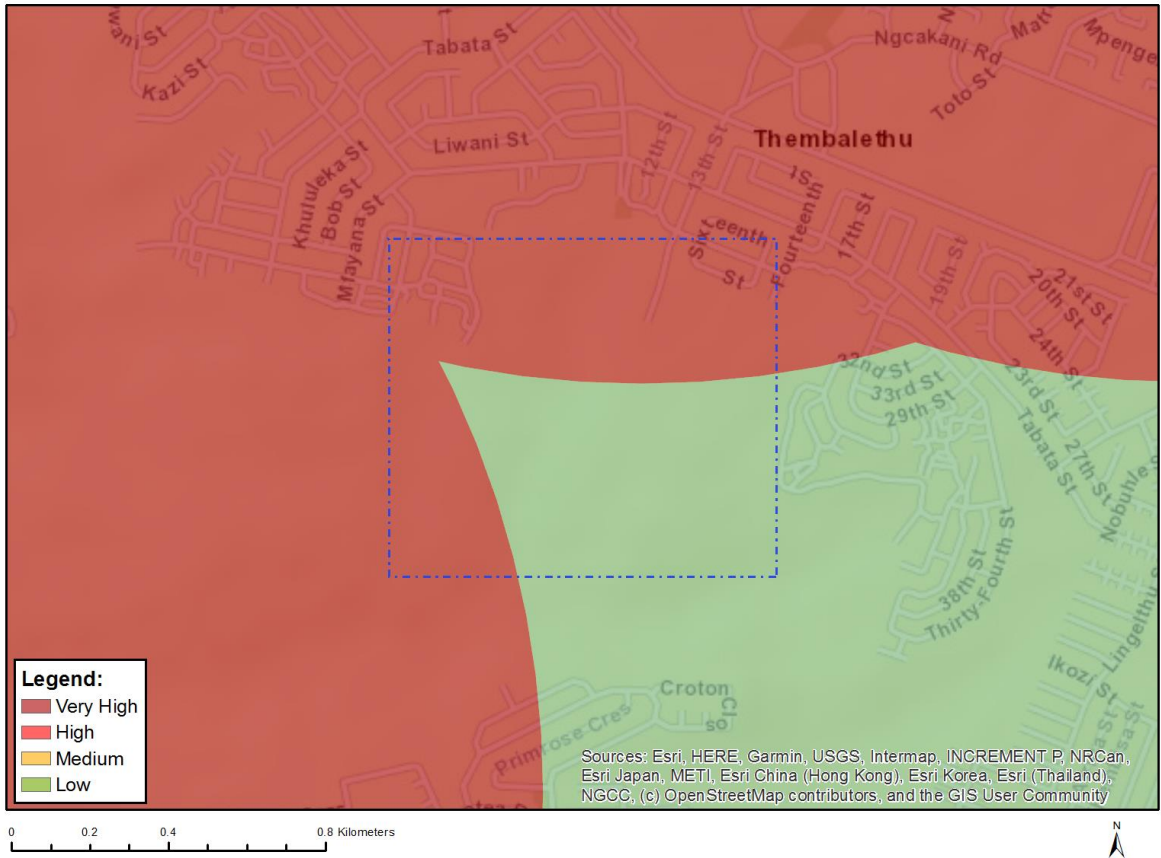 wani St
Kazi St
Tabata St
Ngcakani Rd
Toto St
Mpenge
Liwani St
12th St
13th St
Thembalethu
Khululeka St
Bob St
Mfayana St
Sixteenth
St
Fourteenth
St
17th St
19th St
21st St
20th St
24th St
32nd St
33rd St
29th St
23rd St
Tabata St
27th St
Nobuhle S
38th St
Thirty-Fourth St
Lingelihu S
Ikozi St
Croton
Clos
Primrose Cres
Legend:
Very High
High
Medium
Low
Sources: Esri, HERE, Garmin, USGS, Intermap, INCREMENT P, NRCan,
Esri Japan, METI, Esri China (Hong Kong), Esri Korea, Esri (Thailand),
NGCC, (c) OpenStreetMap contributors, and the GIS User Community
0 0.2 0.4 0.8 Kilometers
N